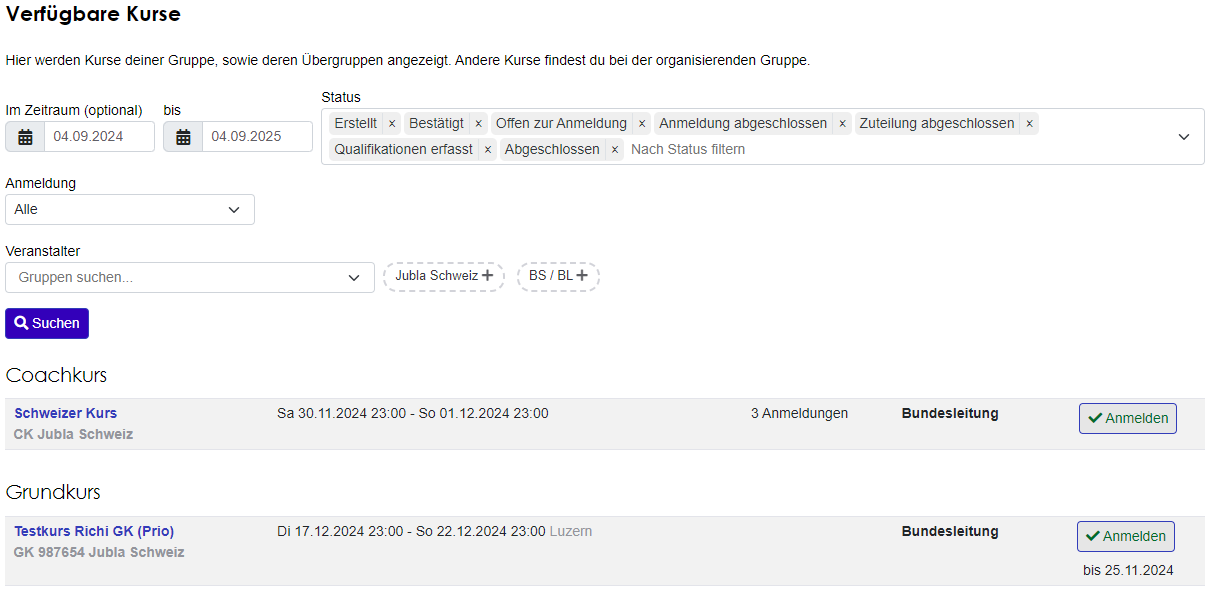 Verfügbare Kurse
Hier werden Kurse deiner Gruppe, sowie deren Übergruppen angezeigt. Andere Kurse findest du bei der organisierenden Gruppe.
Im Zeitraum (optional) bis Status
04.09.2024 04.09.2025 Erstellt × Bestätigt × Offen zur Anmeldung × Anmeldung abgeschlossen × Zuteilung abgeschlossen ×
Qualifikationen erfasst × Abgeschlossen × Nach Status filtern
Anmeldung
Alle
Veranstalter
Gruppen suchen... Jubla Schweiz + BS / BL +
Suchen
Coachkurs
Schweizer Kurs Sa 30.11.2024 23:00 - So 01.12.2024 23:00 3 Anmeldungen Bundesleitung Anmelden
CK Jubla Schweiz
Grundkurs
Testkurs Richi GK (Prio) Di 17.12.2024 23:00 - So 22.12.2024 23:00 Luzern Bundesleitung Anmelden
GK 987654 Jubla Schweiz
bis 25.11.2024